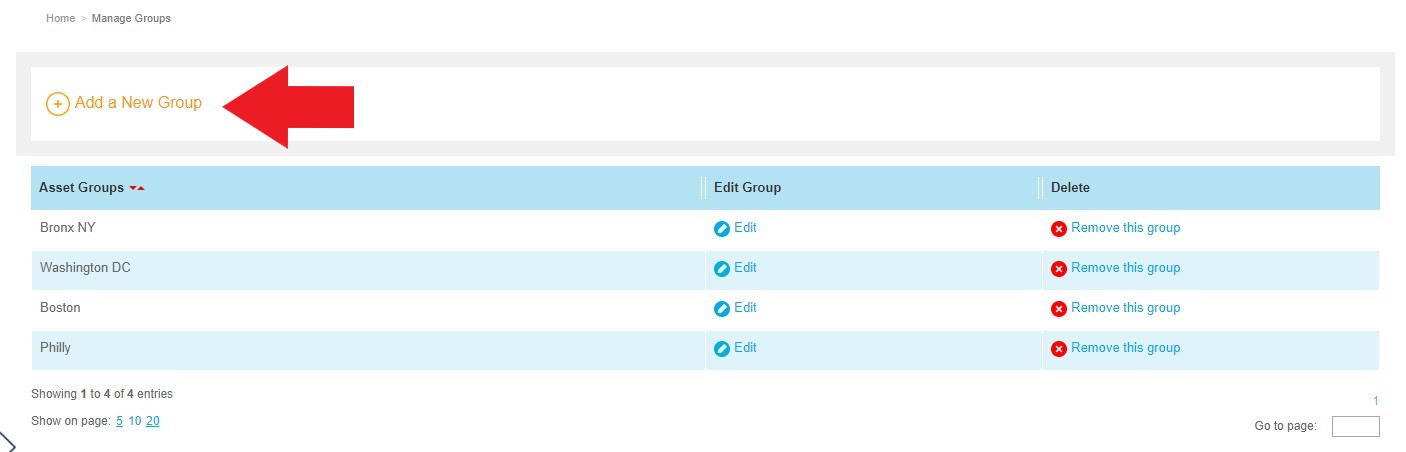 Home > Manage Groups
Add a New Group
Asset Groups Edit Group Delete
Bronx NY Edit Remove this group
Washington DC Edit Remove this group
Boston Edit Remove this group
Philly Edit Remove this group
Showing 1 to 4 of 4 entries
1
Show on page: 5 10 20
Go to page: